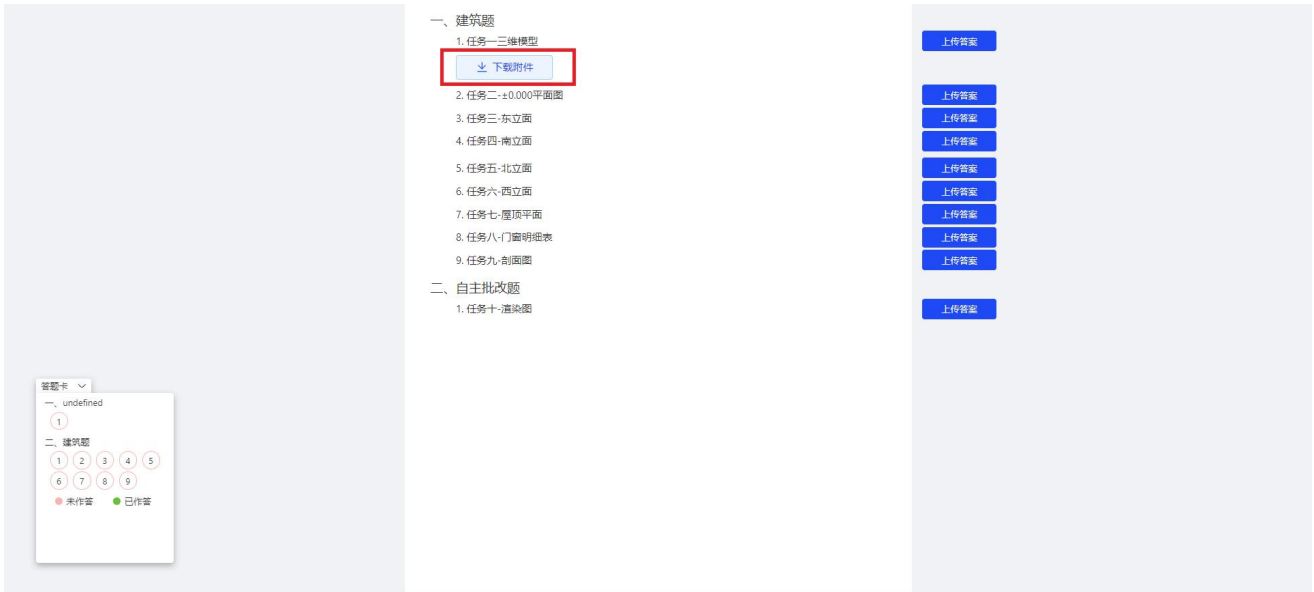 一、建筑题
1. 任务一三维模型
上传答案
下载附件
2. 任务二-±0.000平面图
上传答案
3. 任务三-东立面
上传答案
4. 任务四-南立面
上传答案
5. 任务五-北立面
上传答案
6. 任务六-西立面
上传答案
7. 任务七-屋顶平面
上传答案
8. 任务八-门窗明细表
上传答案
9. 任务九-剖面图
上传答案
二、自主批改题
1. 任务十-渲染图
上传答案
答题卡
一、undefined
1
二、建筑题
1 2 3 4 5
6 7 8 9
未作答 已作答